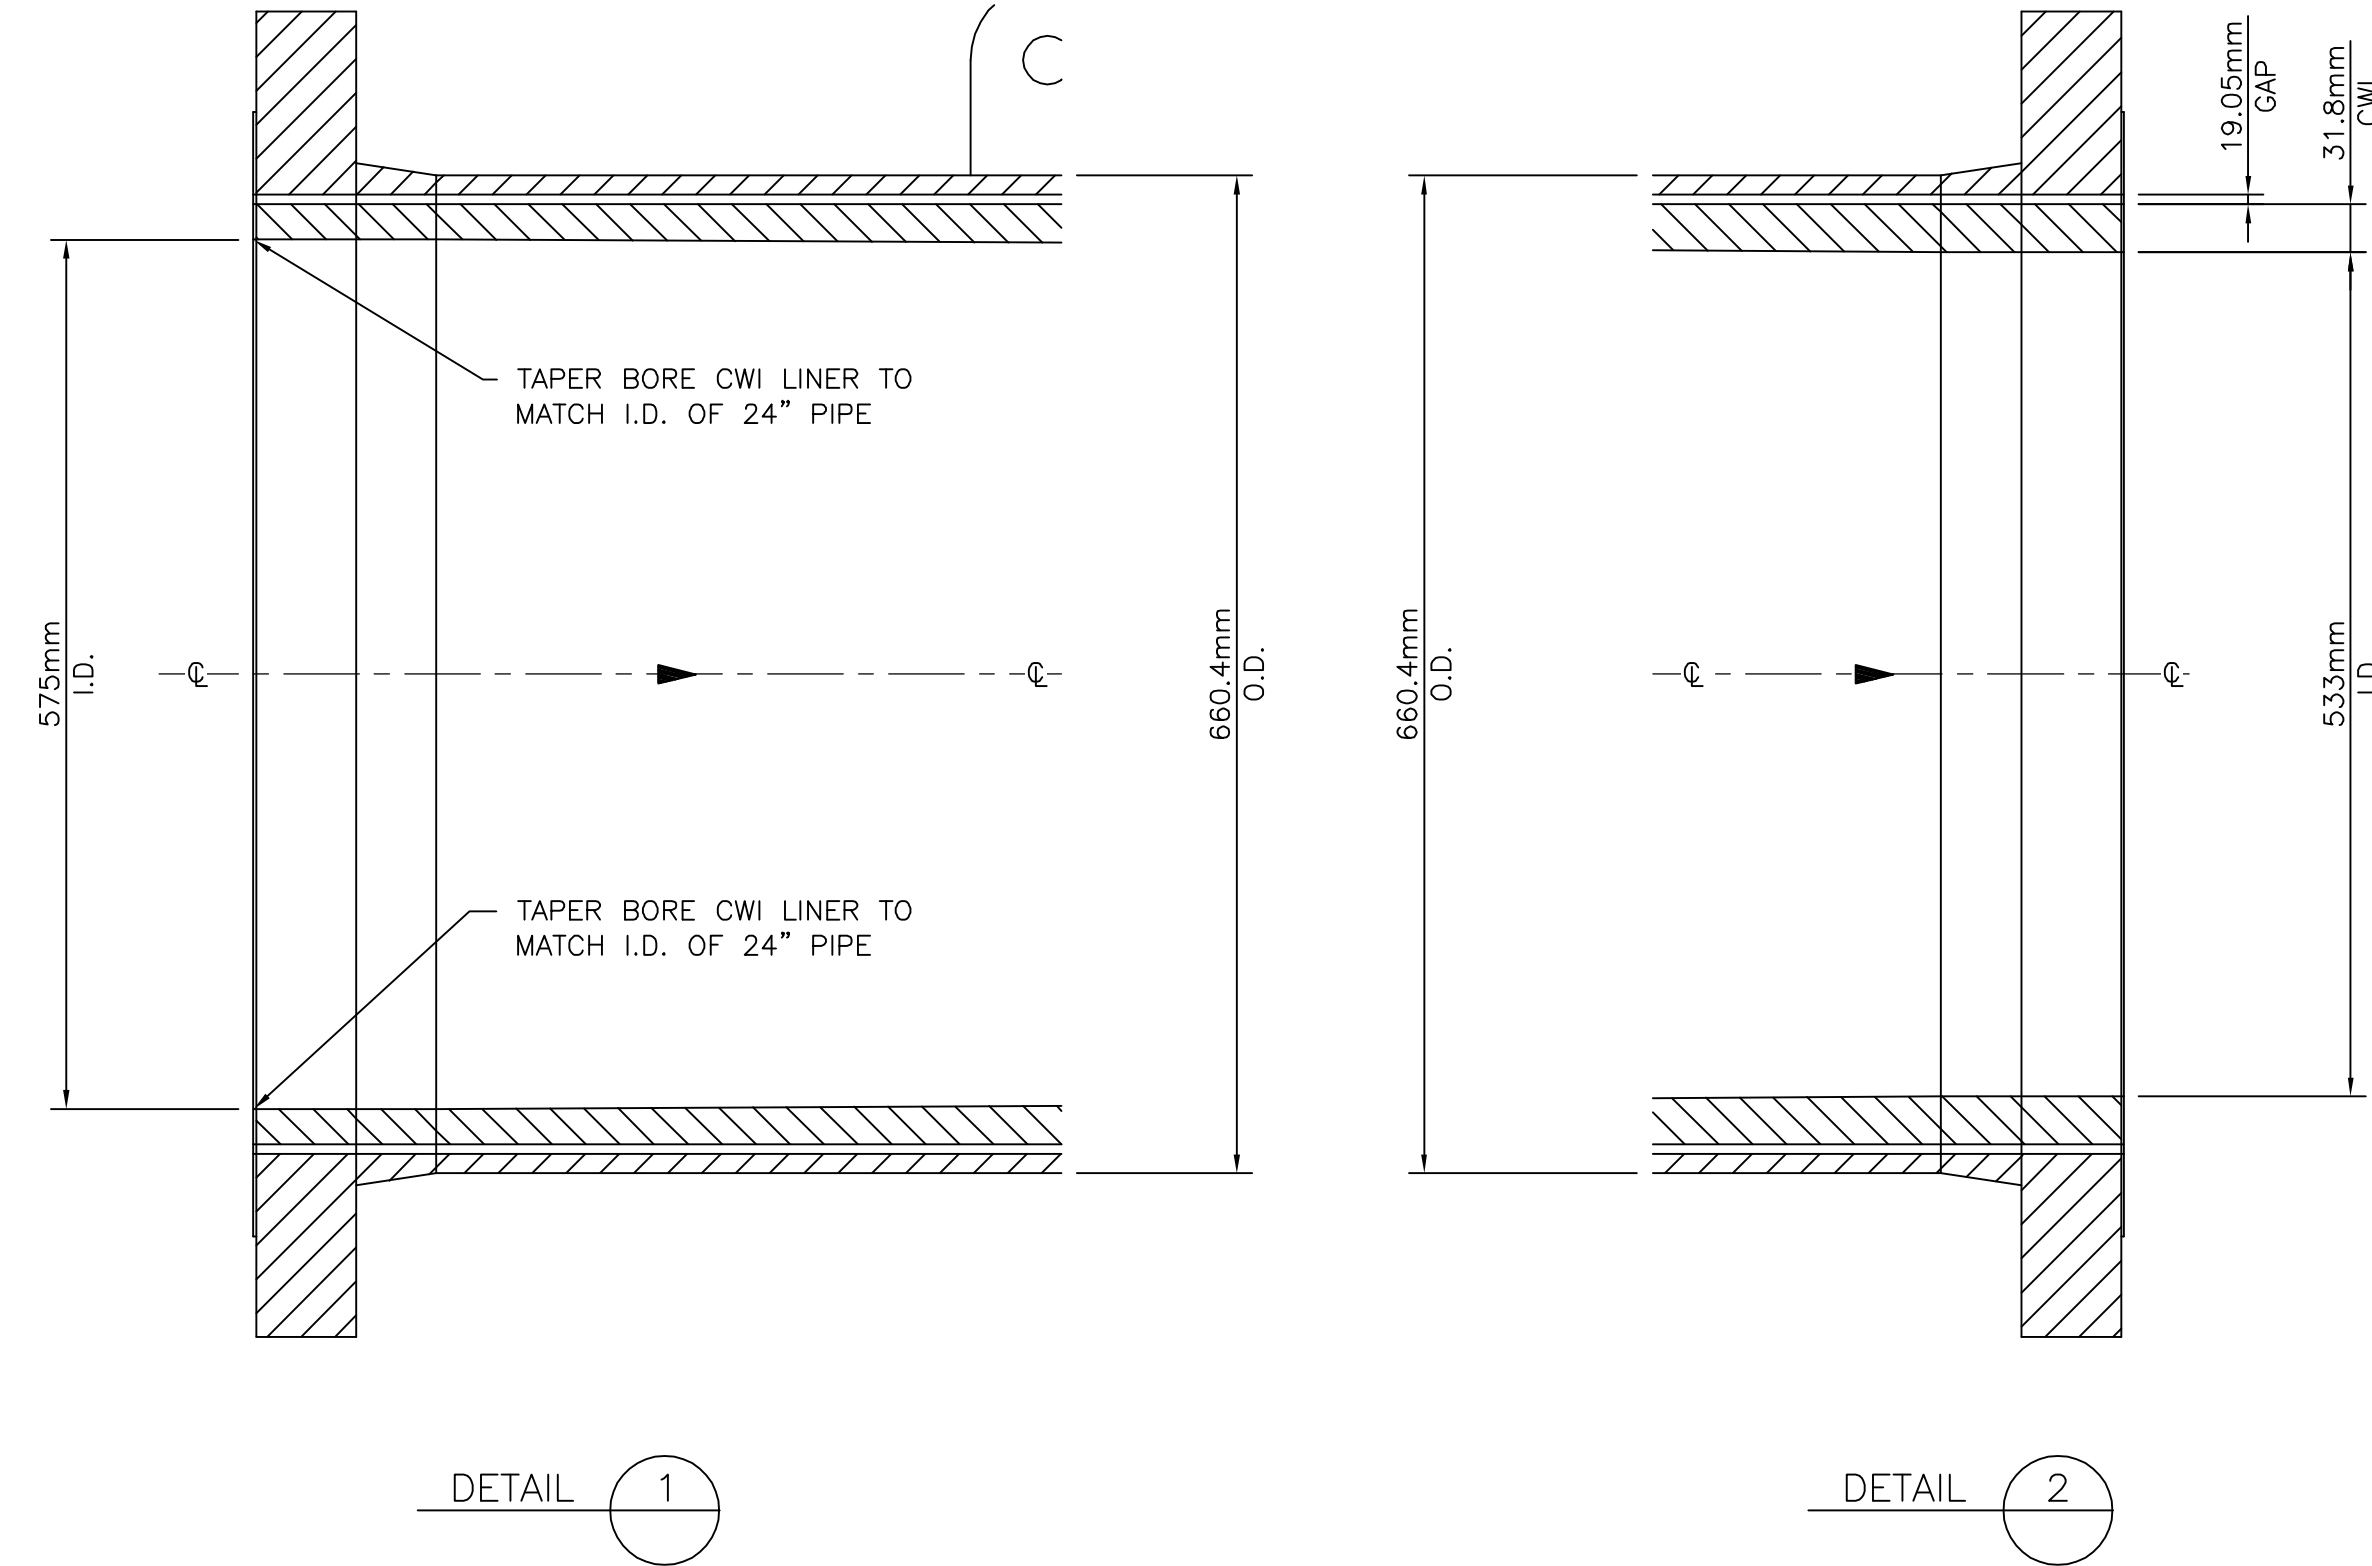 19.05mm
GAP
31.8mm
CWI
TAPER BORE CWI LINER TO
MATCH I.D. OF 24” PIPE
575mm
I.D.
℄
℄
660.4mm
O.D.
660.4mm
O.D.
℄
℄
533mm
I.D.
TAPER BORE CWI LINER TO
MATCH I.D. OF 24” PIPE
DETAIL 1
DETAIL 2